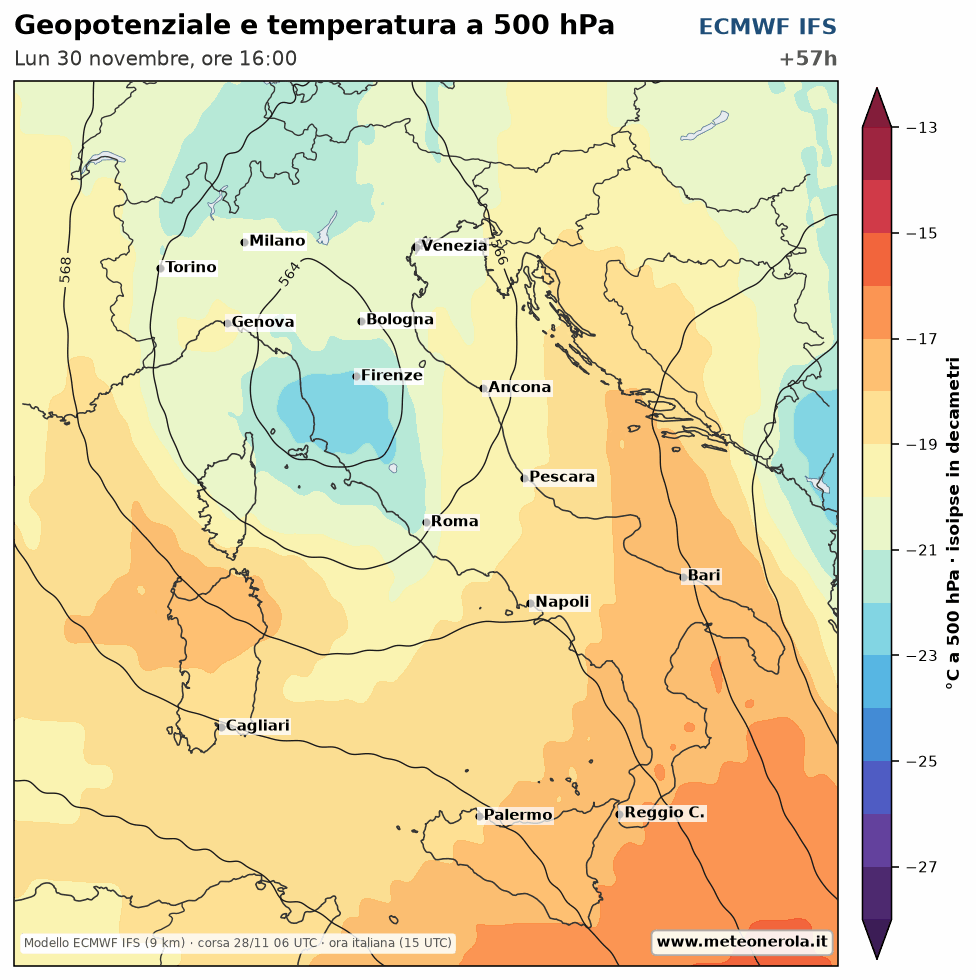 Geopotenziale e temperatura a 500 hPa
ECMWF IFS
Lun 30 novembre, ore 16:00
+57h
568
564
566
Milano
Torino
Venezia
Genova
Bologna
Firenze
Ancona
Pescara
Roma
Bari
Napoli
Cagliari
Palermo
Reggio C.
−13
−15
−17
−19
−21
−23
−25
−27
°C a 500 hPa · isoipse in decametri
Modello ECMWF IFS (9 km) · corsa 28/11 06 UTC · ora italiana (15 UTC)
www.meteonerola.it